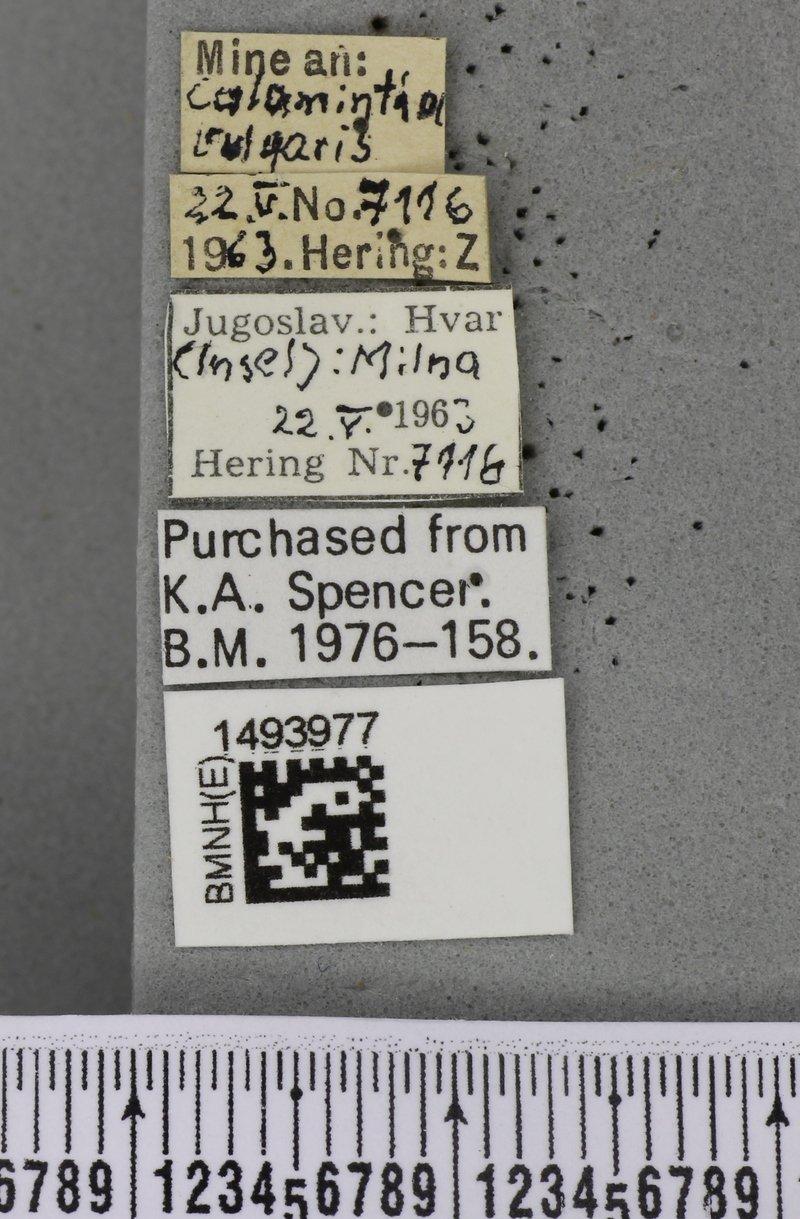 Mine an:
Calamintha
vulgaris
22.V.No.7116
1963.Hering:Z
Jugoslav.: Hvar
(Insel):Milna
22.V.1963
Hering Nr.7116
Purchased from
K.A. Spencer.
B.M. 1976–158.
1493977
BMNH(E)
6789 123456789 123456789